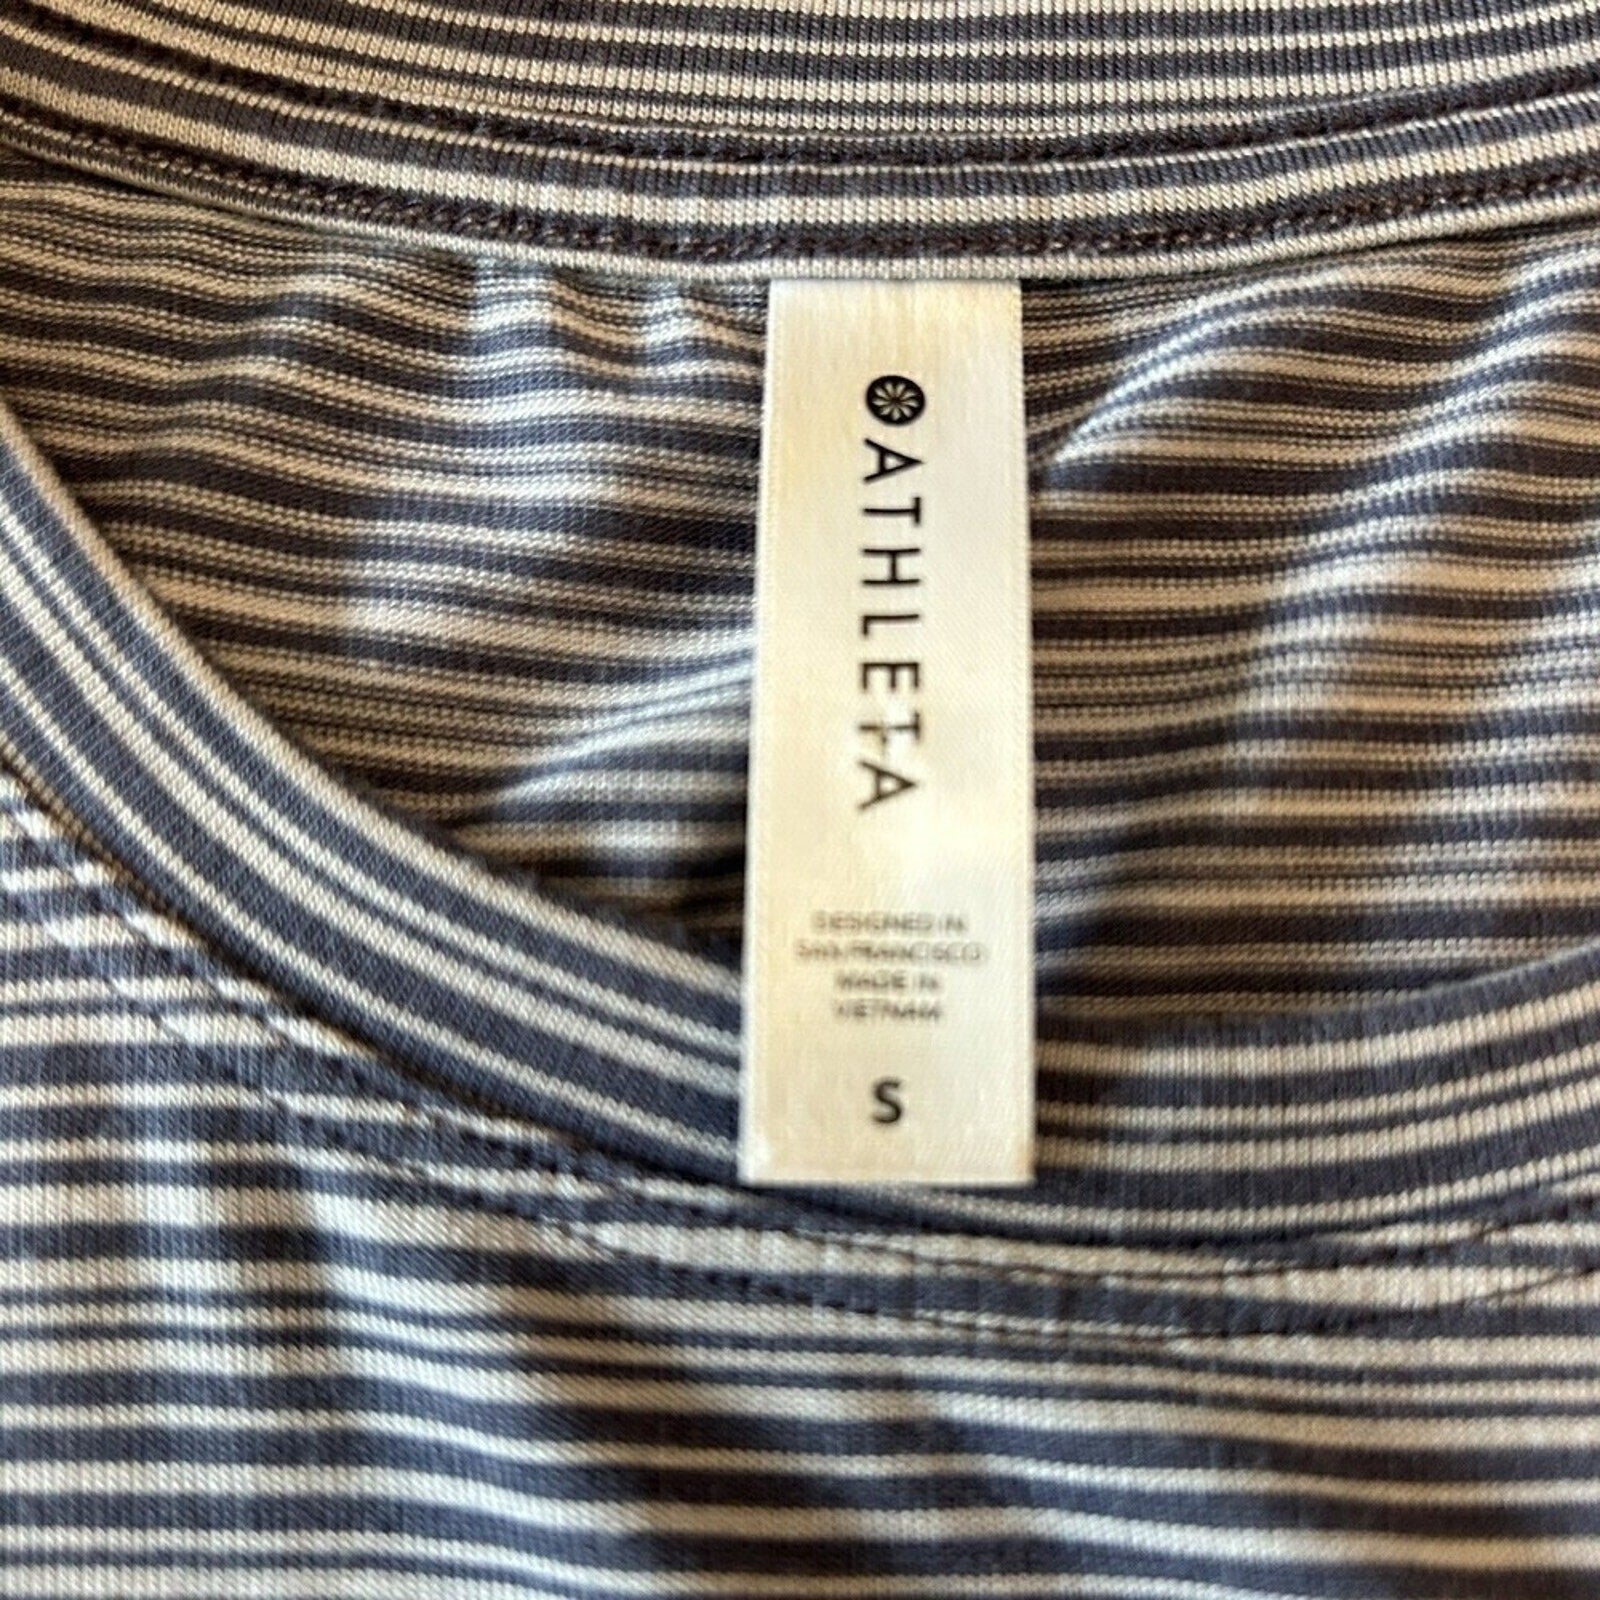 ATHLETA
DESIGNED IN
SAN FRANCISCO
MADE IN
VIETNAM
S